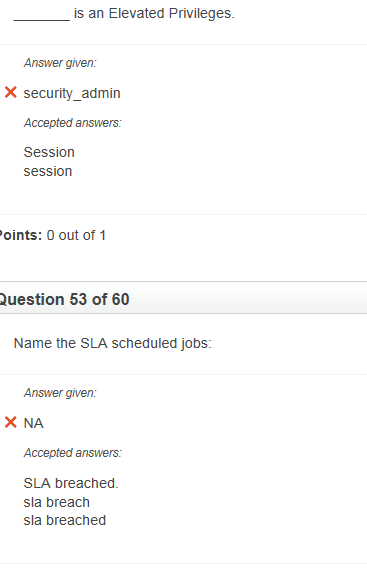 _______ is an Elevated Privileges.
Answer given:
security_admin
Accepted answers:
Session
session
Points: 0 out of 1
Question 53 of 60
Name the SLA scheduled jobs:
Answer given:
NA
Accepted answers:
SLA breached.
sla breach
sla breached